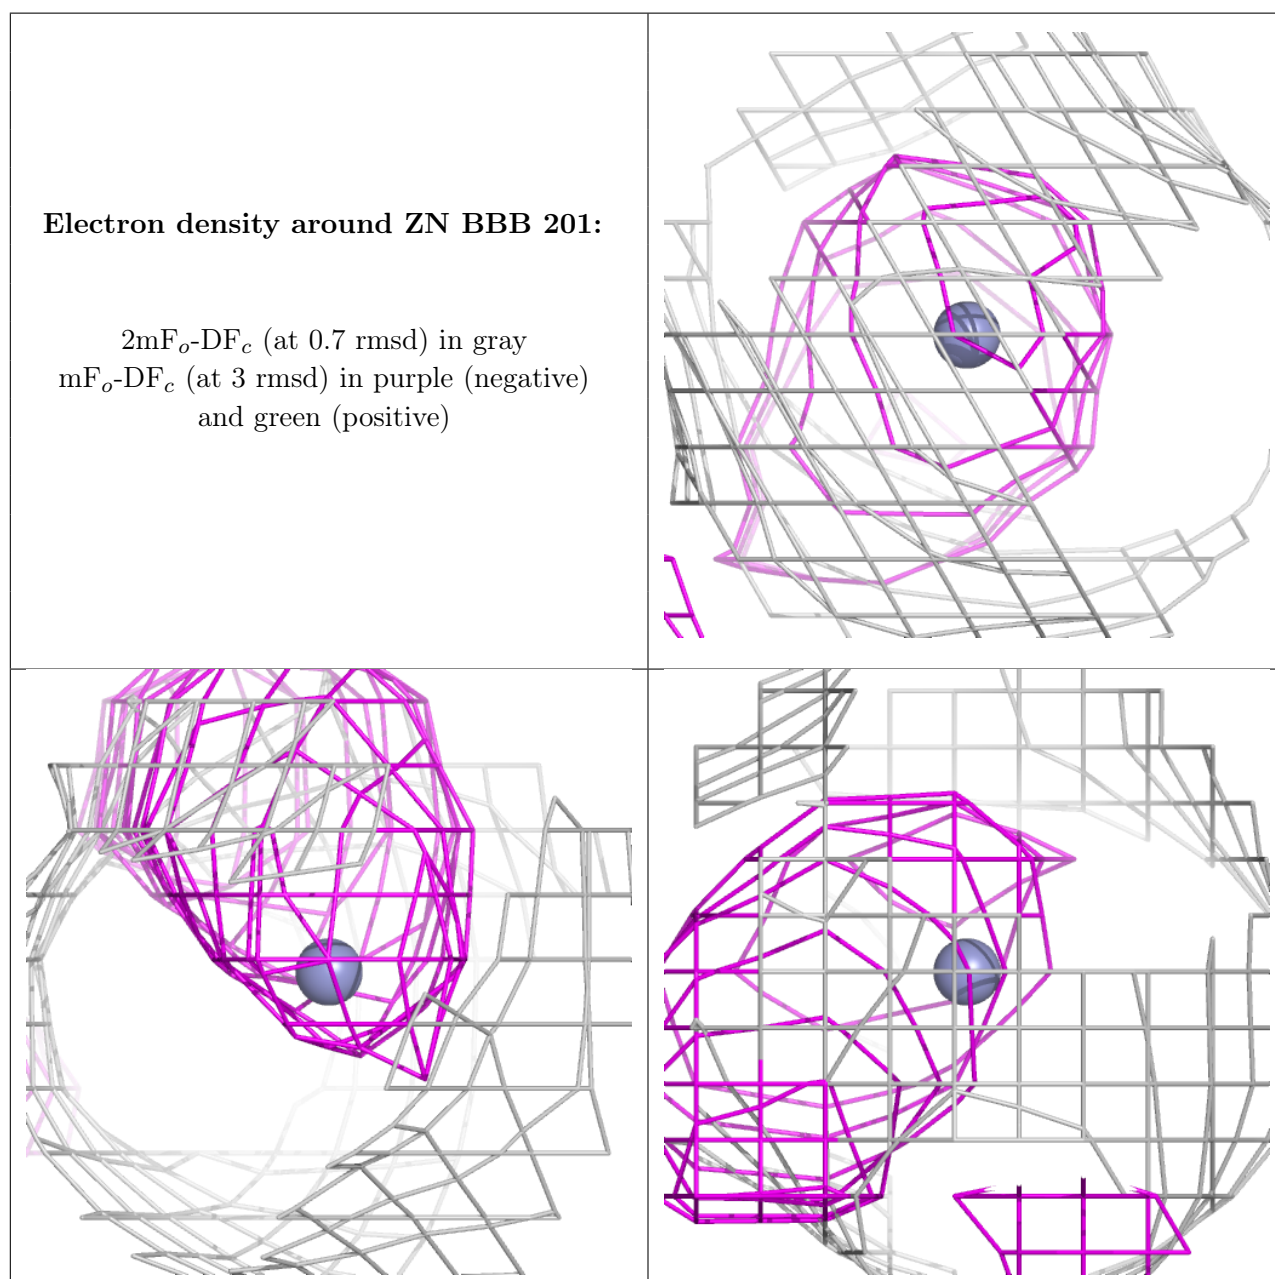 Electron density around ZN BBB 201:
2mFo-DFc (at 0.7 rmsd) in gray
mFo-DFc (at 3 rmsd) in purple (negative)
and green (positive)